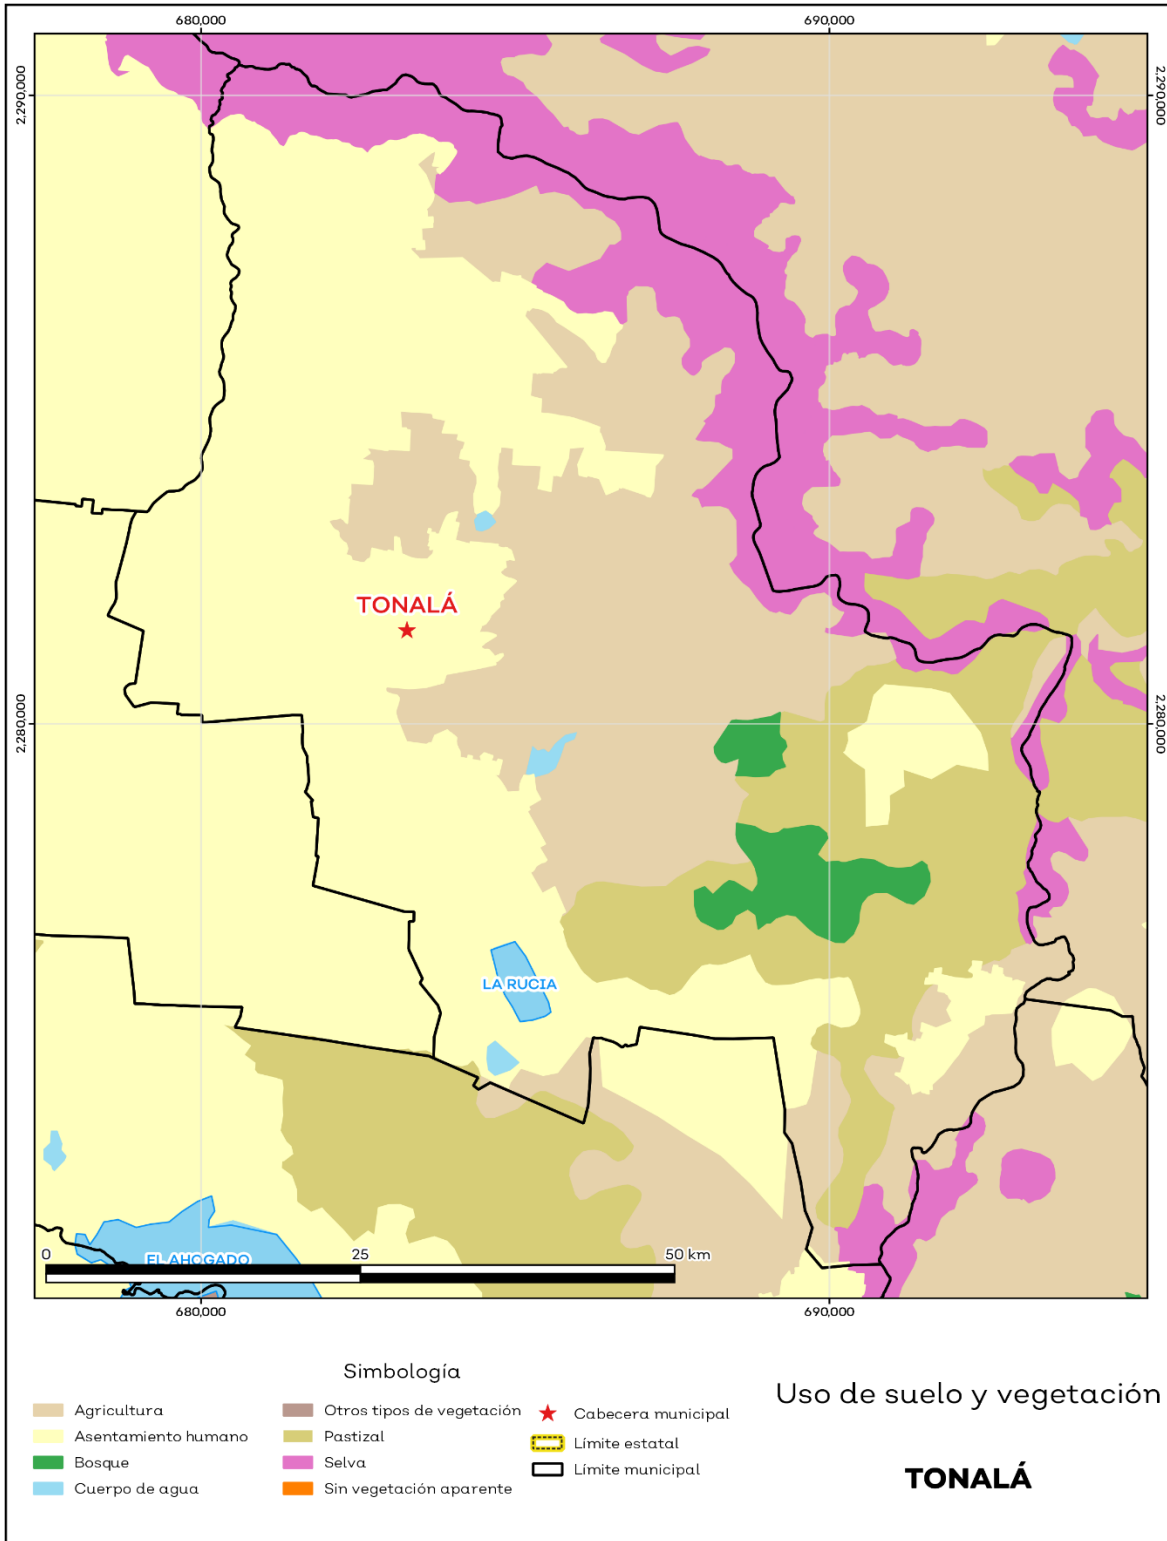 680,000 690,000
2,290,000 2,290,000
TONALÁ
2,280,000 2,280,000
LA RUCIA
EL AHOGADO
0 25 50 km
680,000 690,000
Simbología
Agricultura
Asentamiento humano
Bosque
Cuerpo de agua
Otros tipos de vegetación
Pastizal
Selva
Sin vegetación aparente
Cabecera municipal
Límite estatal
Límite municipal
Uso de suelo y vegetación
TONALÁ